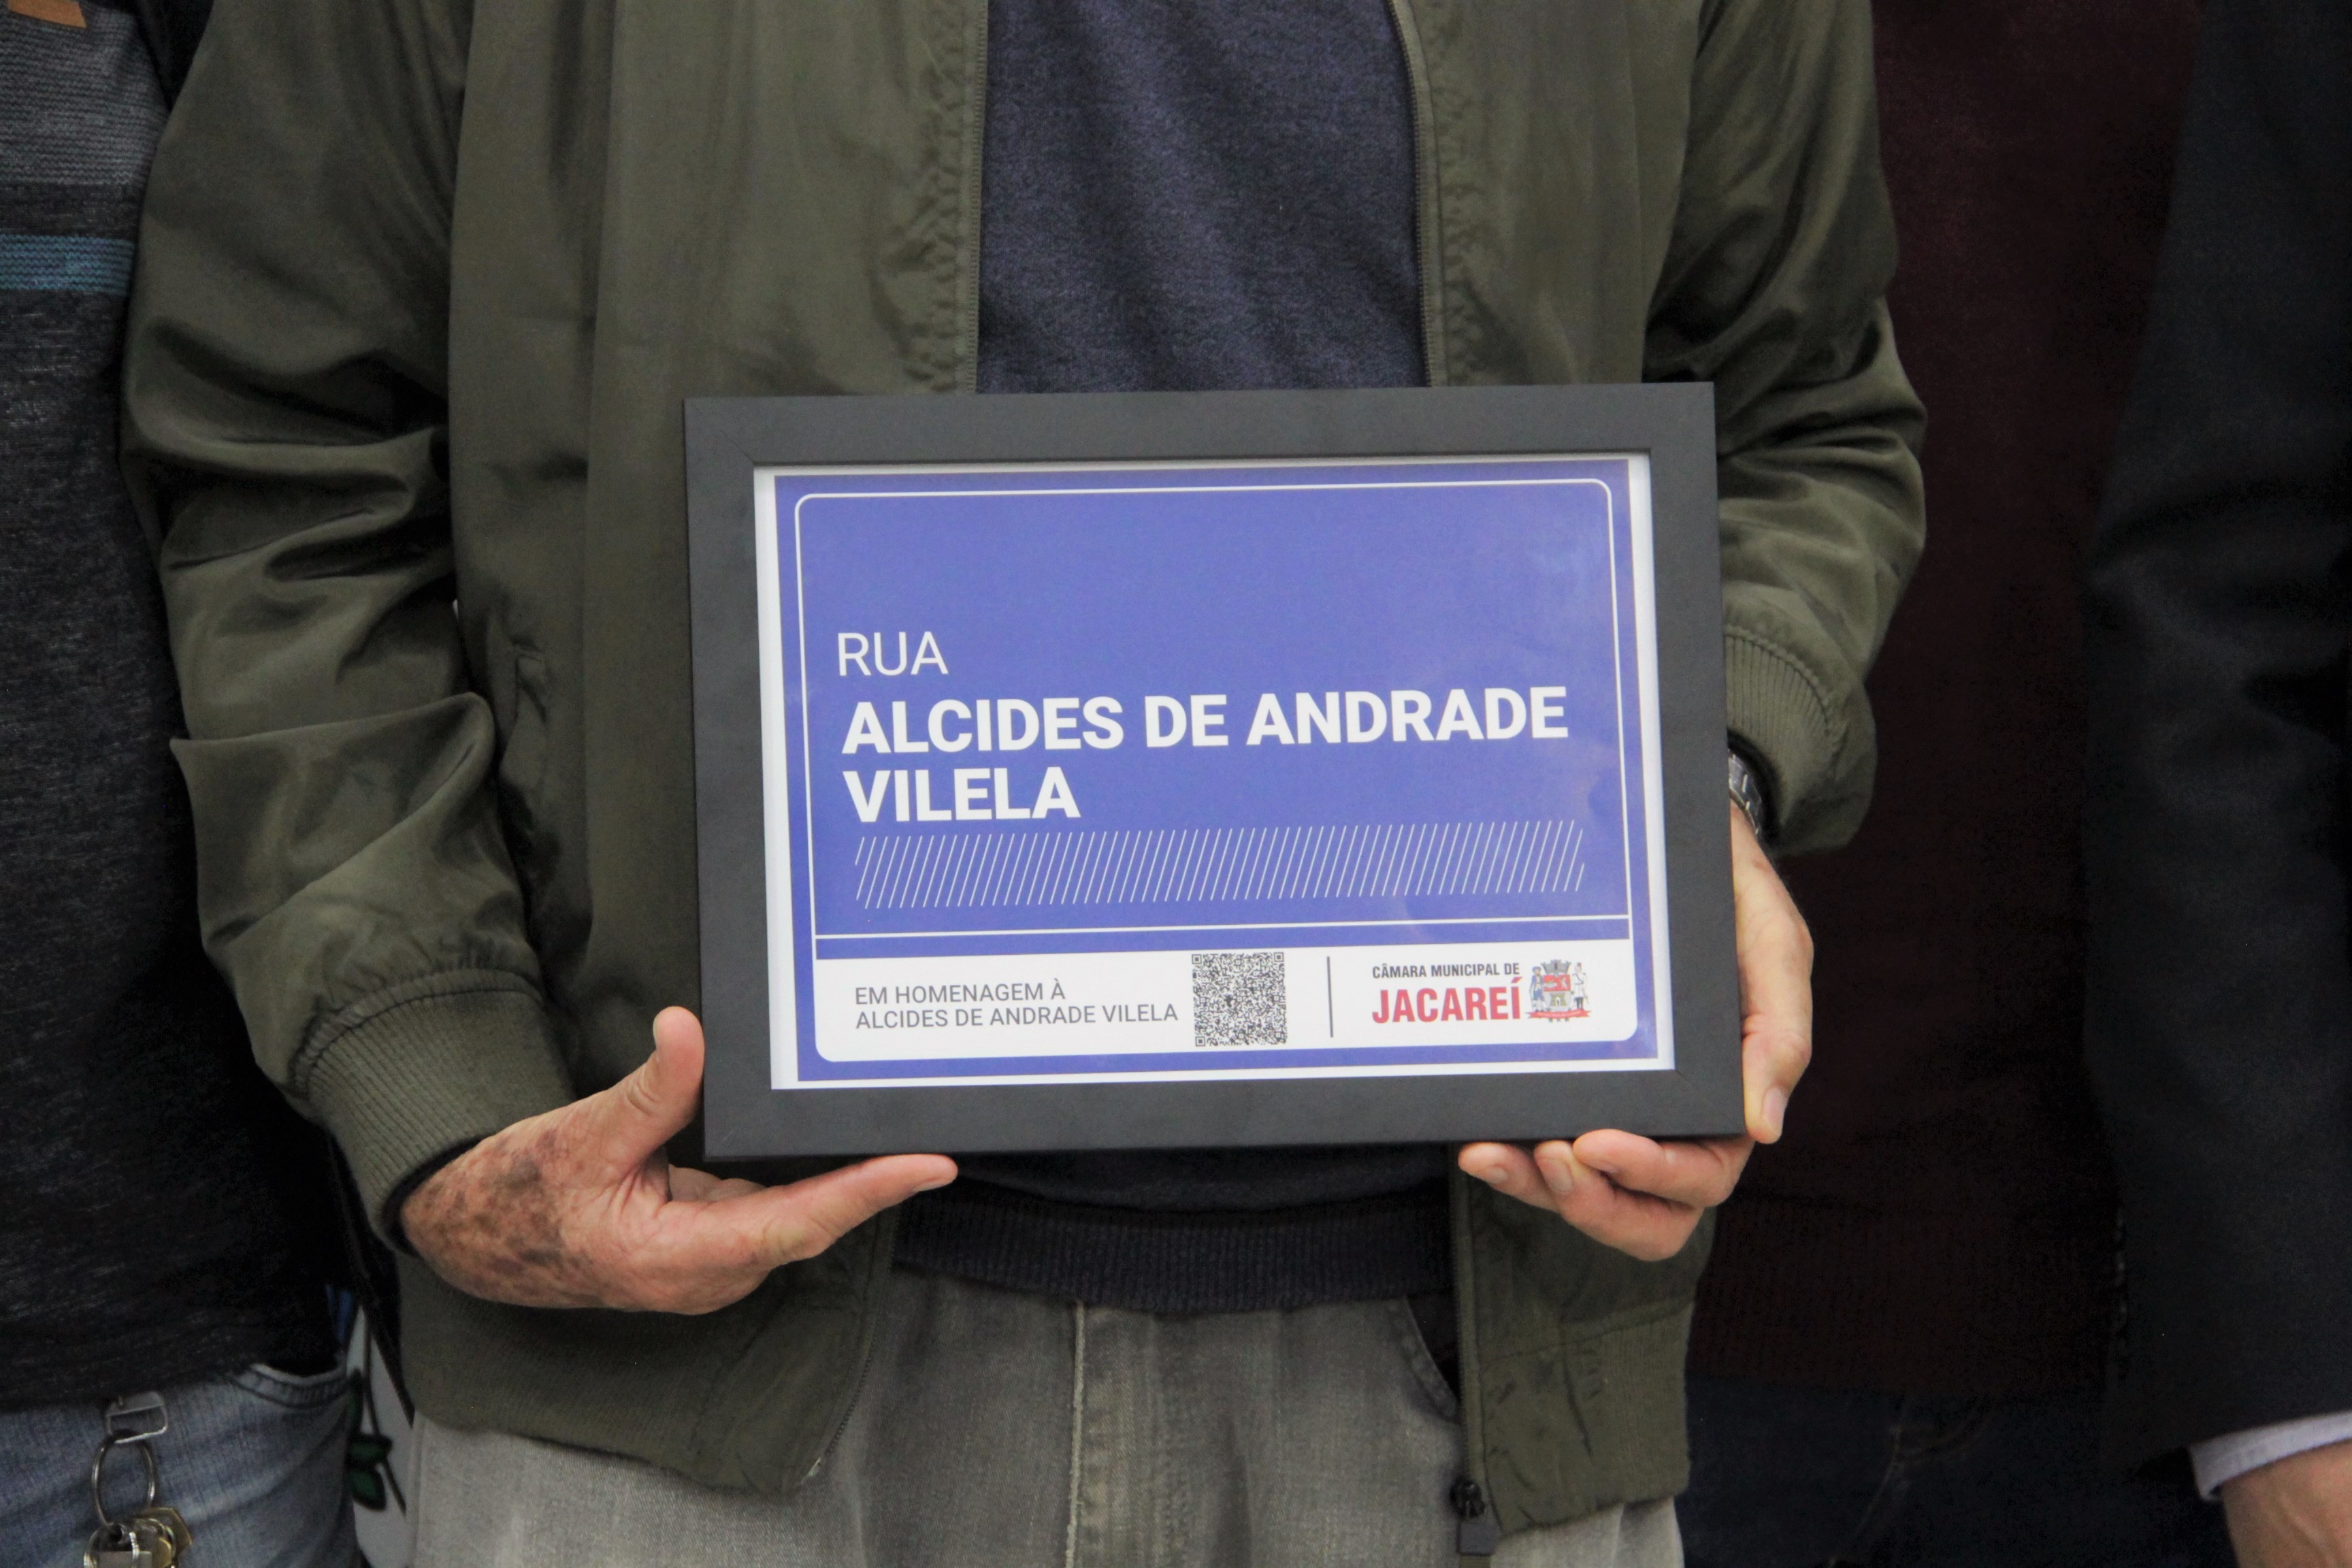 RUA
ALCIDES DE ANDRADE
VILELA
EM HOMENAGEM À
ALCIDES DE ANDRADE VILELA
CÂMARA MUNICIPAL DE
JACAREÍ